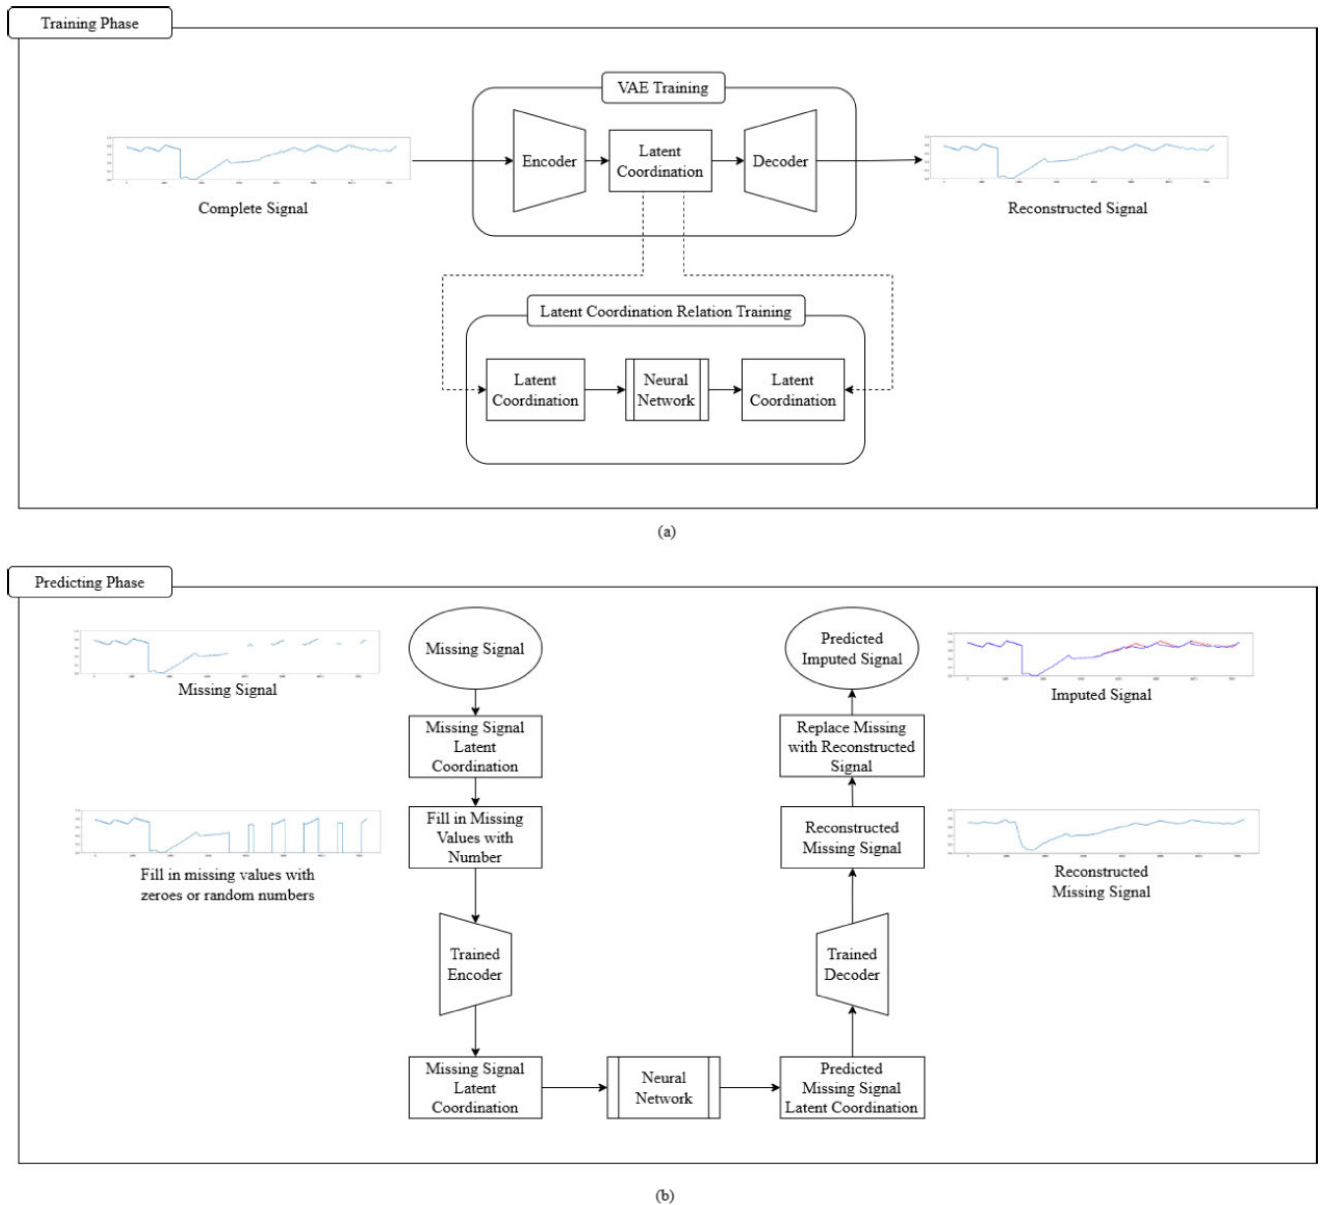 Training Phase
VAE Training
Encoder
Latent
Coordination
Decoder
Complete Signal
Reconstructed Signal
Latent Coordination Relation Training
Latent
Coordination
Neural
Network
Latent
Coordination
(a)
Predicting Phase
Missing Signal
Missing Signal
Predicted
Imputed Signal
Imputed Signal
Missing Signal
Latent
Coordination
Replace Missing
with Reconstructed
Signal
Fill in Missing
Values with
Number
Reconstructed
Missing Signal
Fill in missing values with
zeroes or random numbers
Reconstructed
Missing Signal
Trained
Encoder
Trained
Decoder
Missing Signal
Latent
Coordination
Neural
Network
Predicted
Missing Signal
Latent Coordination
(b)